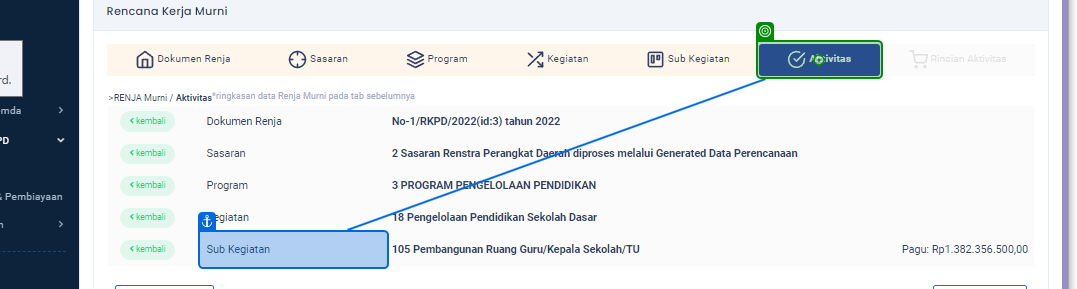 Rencana Kerja Murni
Dokumen Renja
Sasaran
Program
Kegiatan
Sub Kegiatan
Aktivitas
Rincian Aktivitas
rd.
>RENJA Murni / Aktivitas*ringkasan data Renja Murni pada tab sebelumnya
mda
kembali Dokumen Renja No-1/RKPD/2022(id:3) tahun 2022
PD
kembali Sasaran 2 Sasaran Renstra Perangkat Daerah diproses melalui Generated Data Perencanaan
kembali Program 3 PROGRAM PENGELOLAAN PENDIDIKAN
& Pembiayaan
kembali Kegiatan 18 Pengelolaan Pendidikan Sekolah Dasar
kembali Sub Kegiatan 105 Pembangunan Ruang Guru/Kepala Sekolah/TU Pagu: Rp1.382.356.500,00